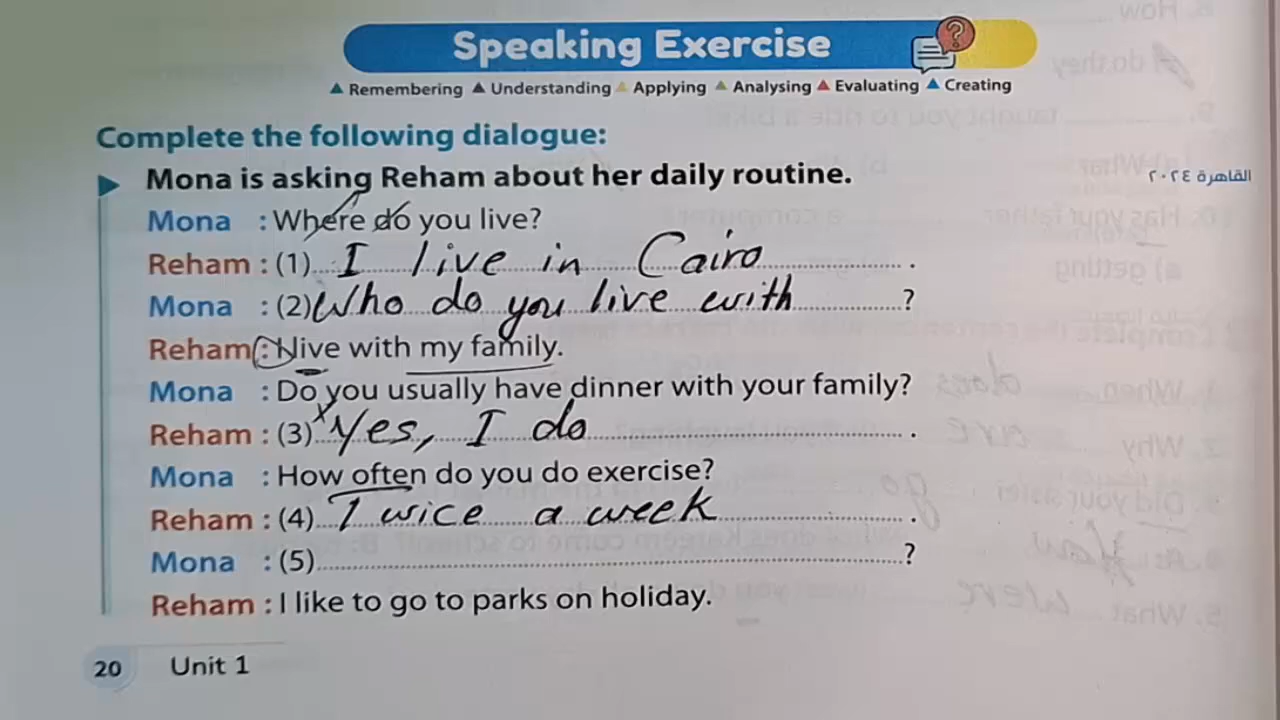 Speaking Exercise
Remembering Understanding Applying Analysing Evaluating Creating
Complete the following dialogue:
Mona is asking Reham about her daily routine.
القاهرة ٢٠٢٤
Mona : Where do you live?
Reham : (1) I live in Cairo .
Mona : (2) Who do you live with ?
Reham : I live with my family.
Mona : Do you usually have dinner with your family?
Reham : (3) Yes, I do .
Mona : How often do you do exercise?
Reham : (4) Twice a week .
Mona : (5) ?
Reham : I like to go to parks on holiday.
20 Unit 1